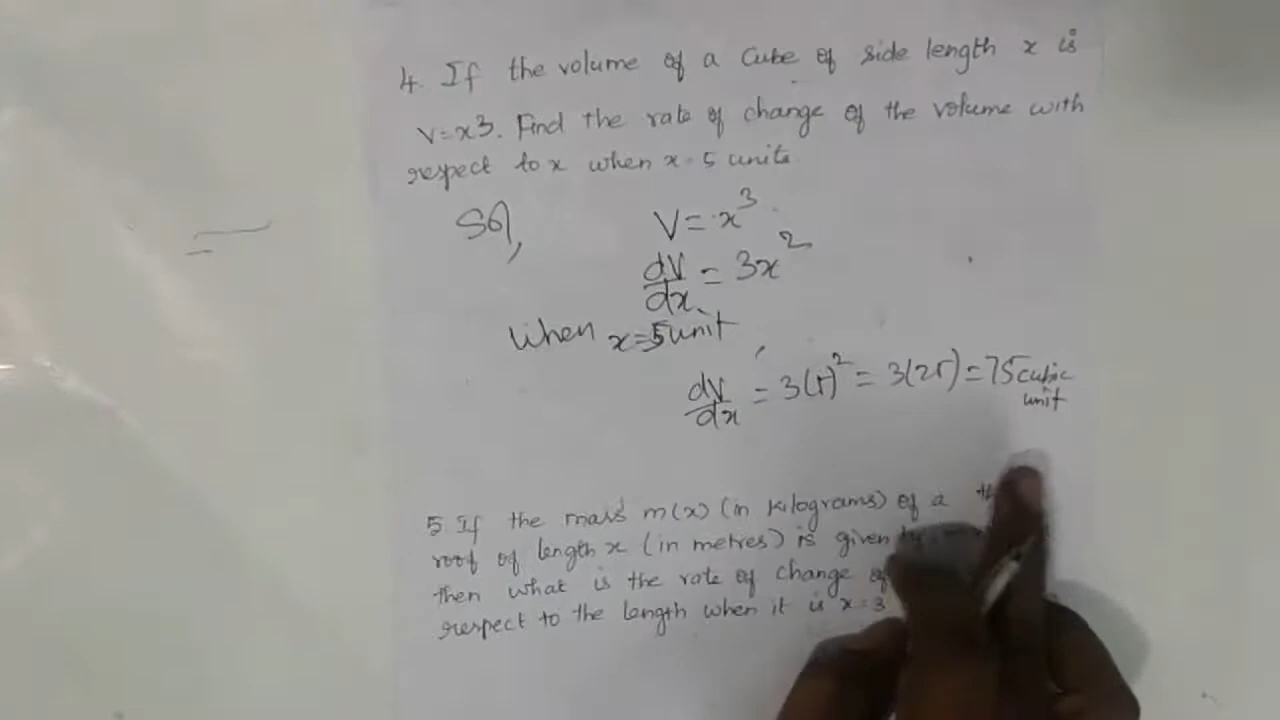 4. If the volume of a Cube of side length x is
V=x3. Find the rate of change of the volume with
respect to x when x=5 units
Sol,
V = x³
dV/dx = 3x²
When x=5unit
dV/dx = 3(5)² = 3(25) = 75 cubic
unit
5 If the mass m(x) (in kilograms) of a
roof of length x (in metres) is given by
then what is the rate of change of
respect to the length when it is x=3